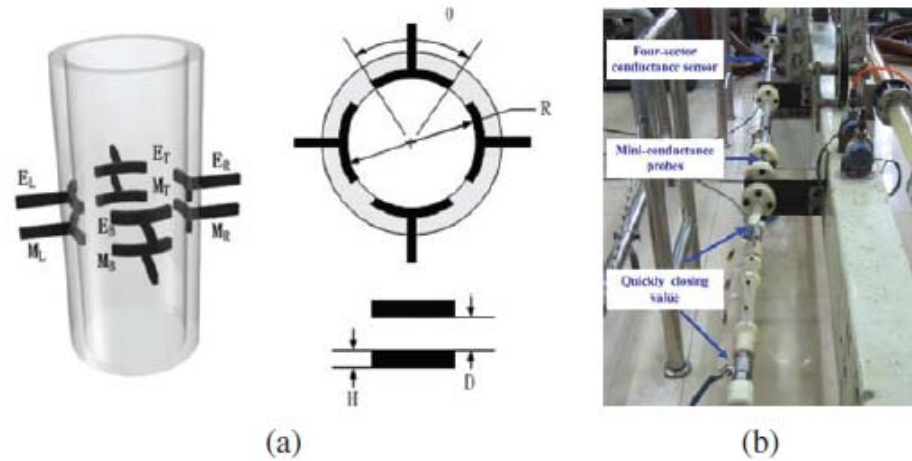 θ
R
E_T
E_R
E_L
M_T
E_B
M_L
M_R
M_B
i
H
D
Four-sector
conductance sensor
Mini-conductance
probes
Quickly closing
value
(a)
(b)